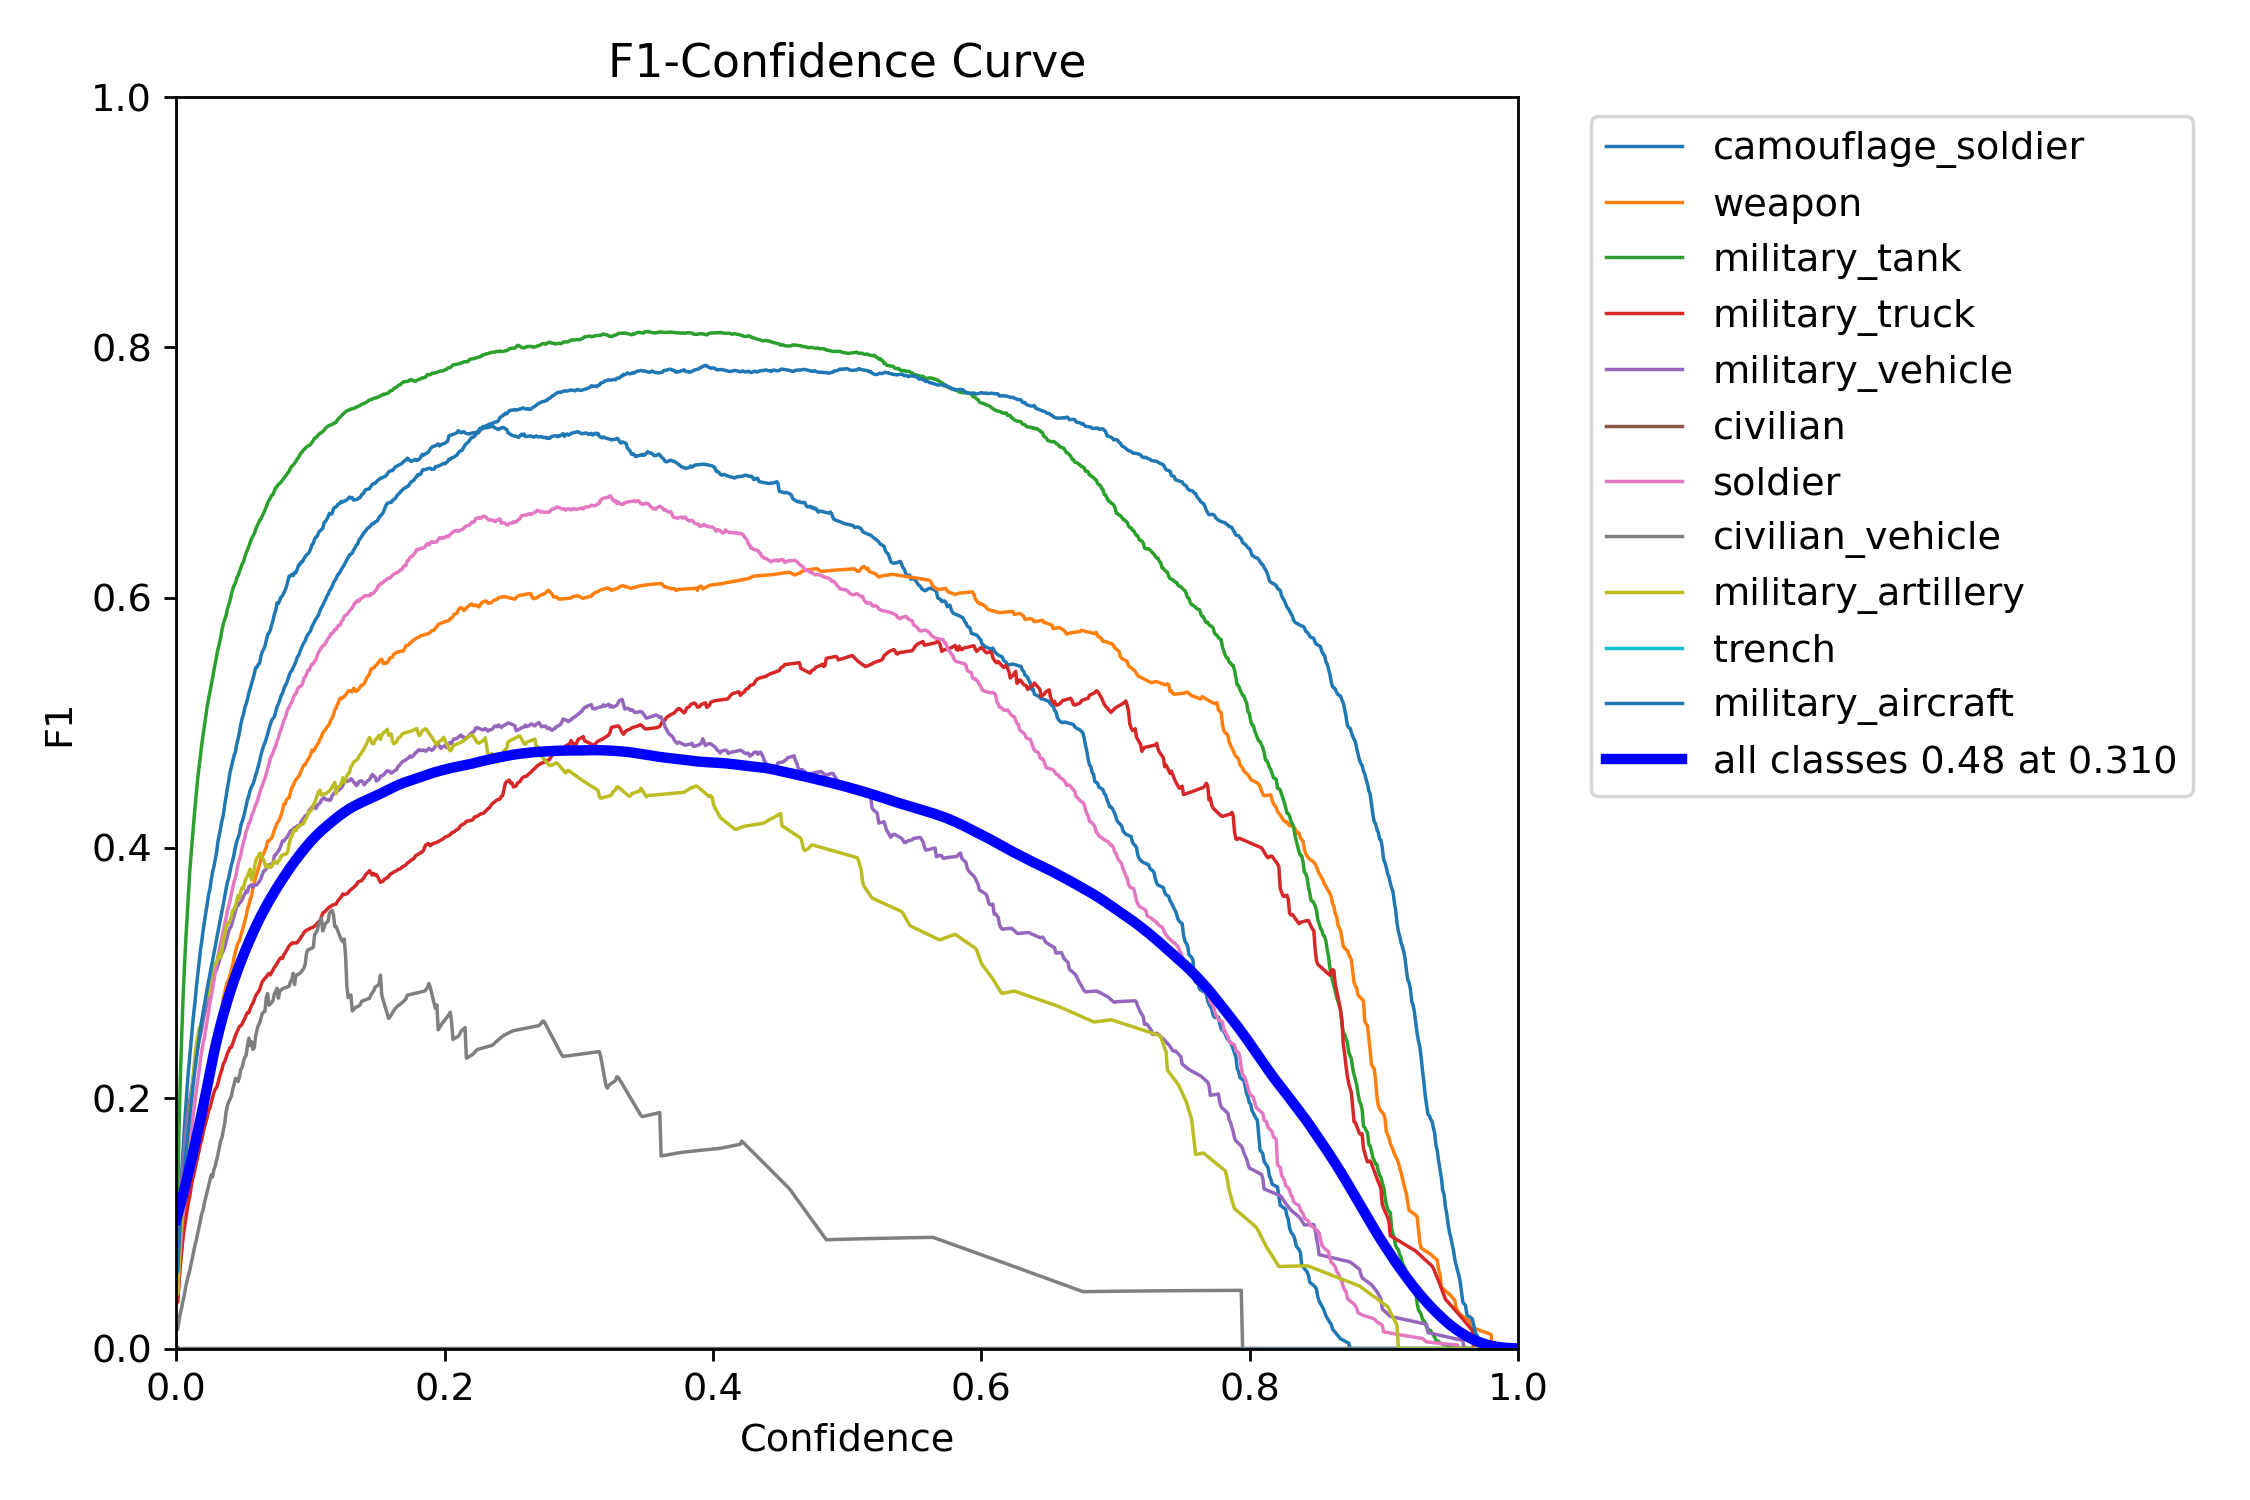 F1-Confidence Curve
1.0
0.8
0.6
0.4
0.2
0.0
F1
0.0 0.2 0.4 0.6 0.8 1.0
Confidence
camouflage_soldier
weapon
military_tank
military_truck
military_vehicle
civilian
soldier
civilian_vehicle
military_artillery
trench
military_aircraft
all classes 0.48 at 0.310